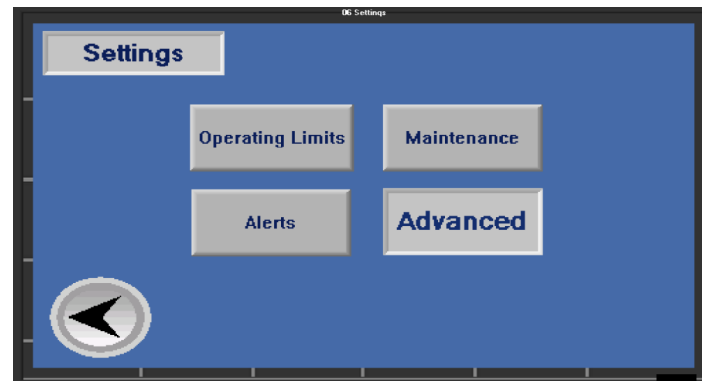 06 Settings
Settings
Operating Limits
Maintenance
Alerts
Advanced